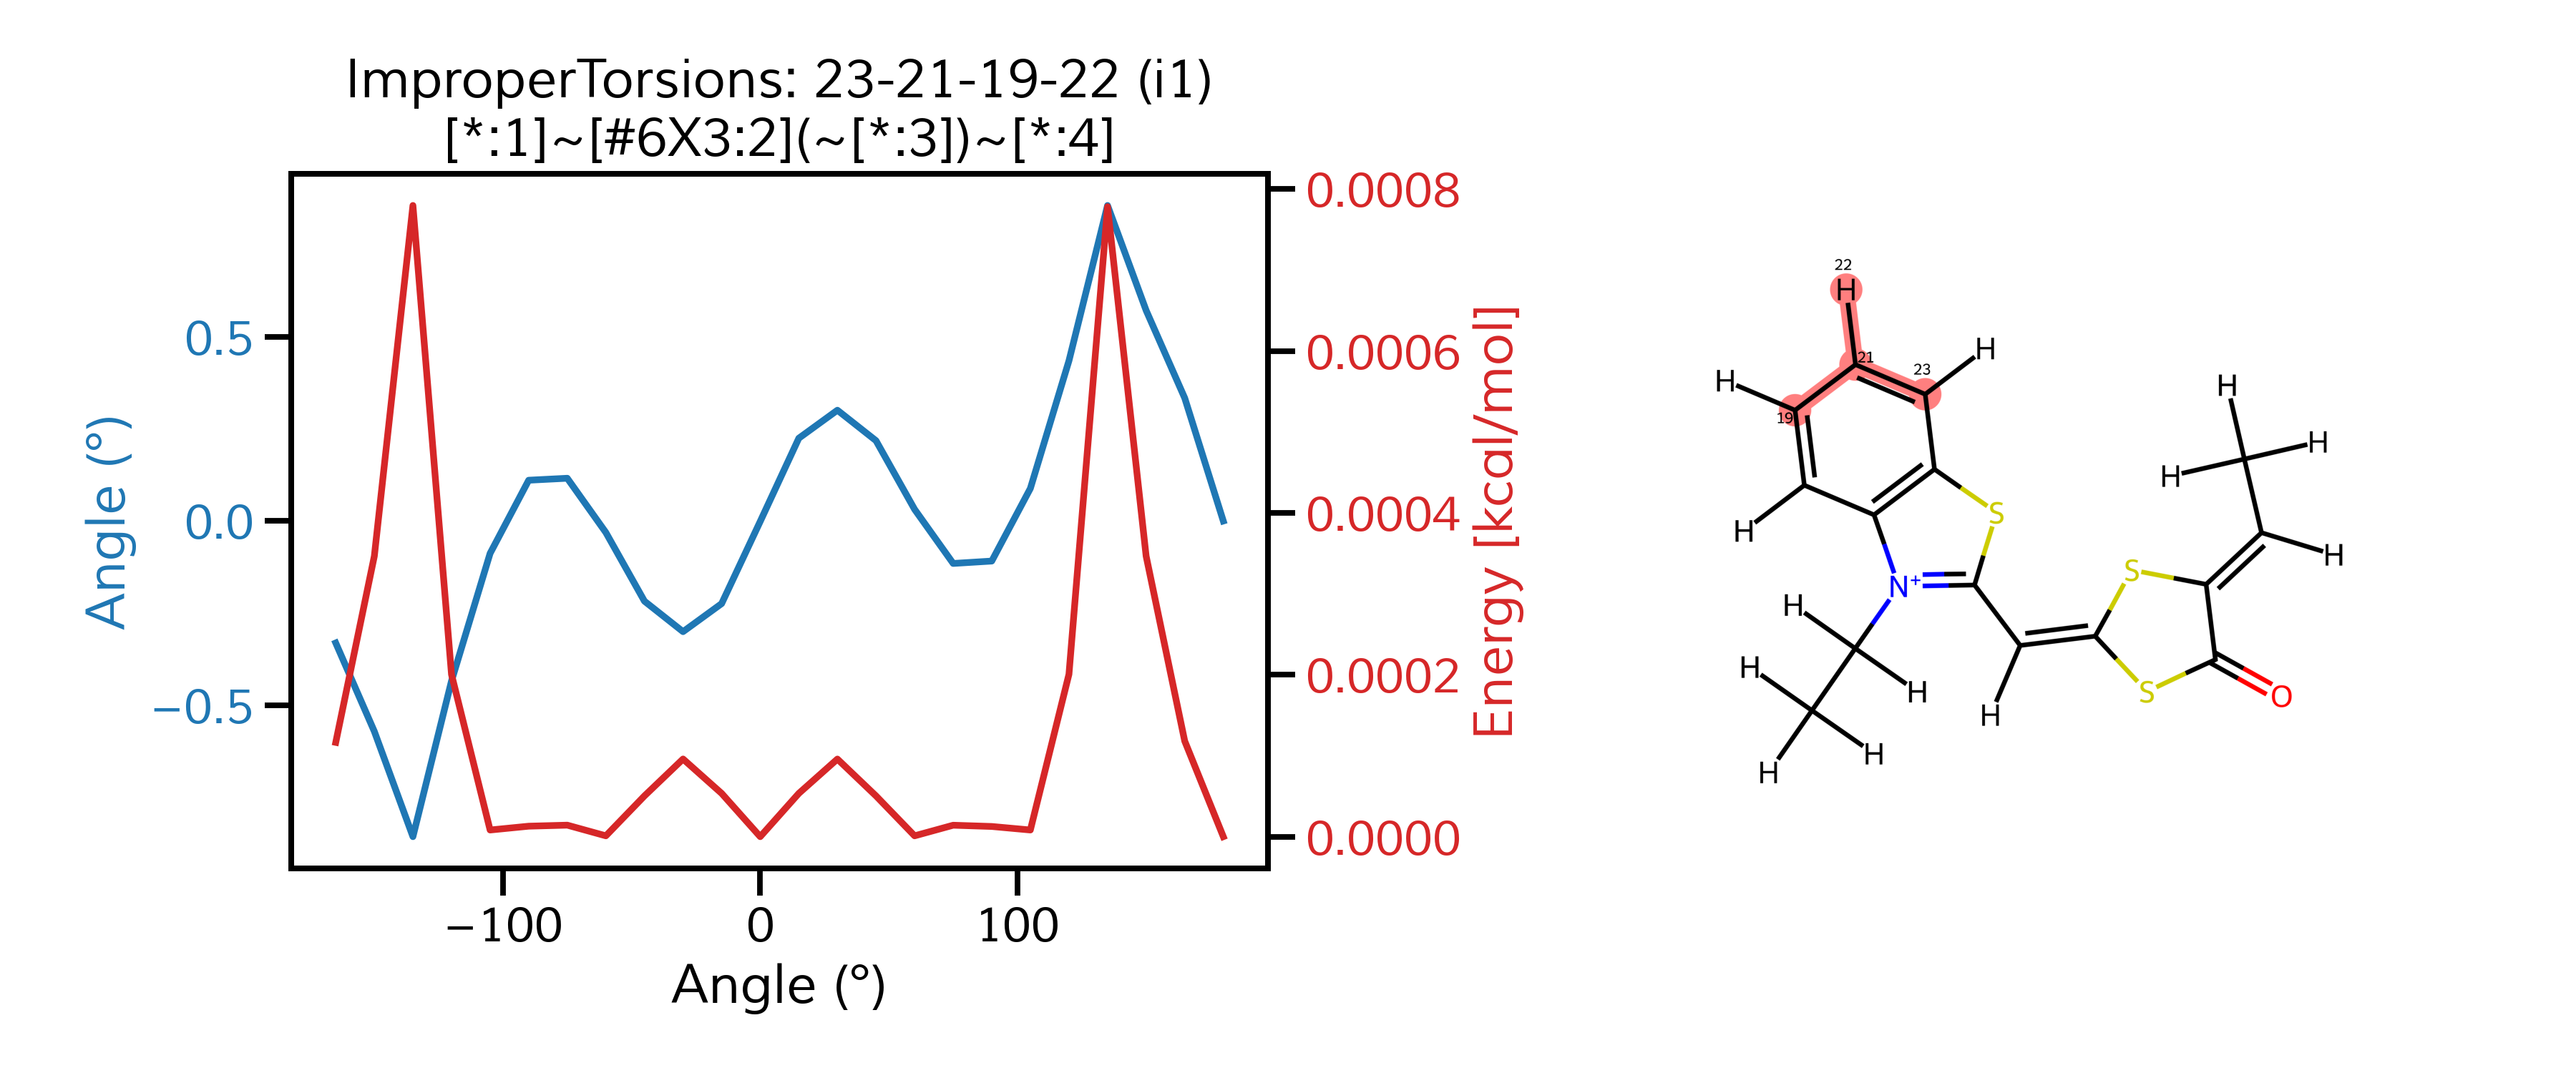 ImproperTorsions: 23-21-19-22 (i1)
[*:1]~[#6X3:2](~[*:3])~[*:4]
0.5
0.0
−0.5
Angle (°)
0.0008
0.0006
0.0004
0.0002
0.0000
Energy [kcal/mol]
−100
0
100
Angle (°)
22
H
21
23
H
H
19
H
H
H
H
S
H
S
N⁺
H
H
H
S
O
H
H
H